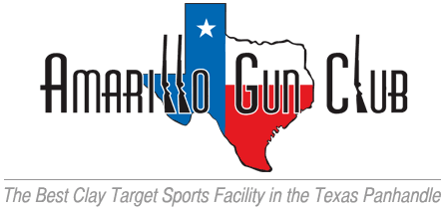 Amarillo Gun Club
The Best Clay Target Sports Facility in the Texas Panhandle